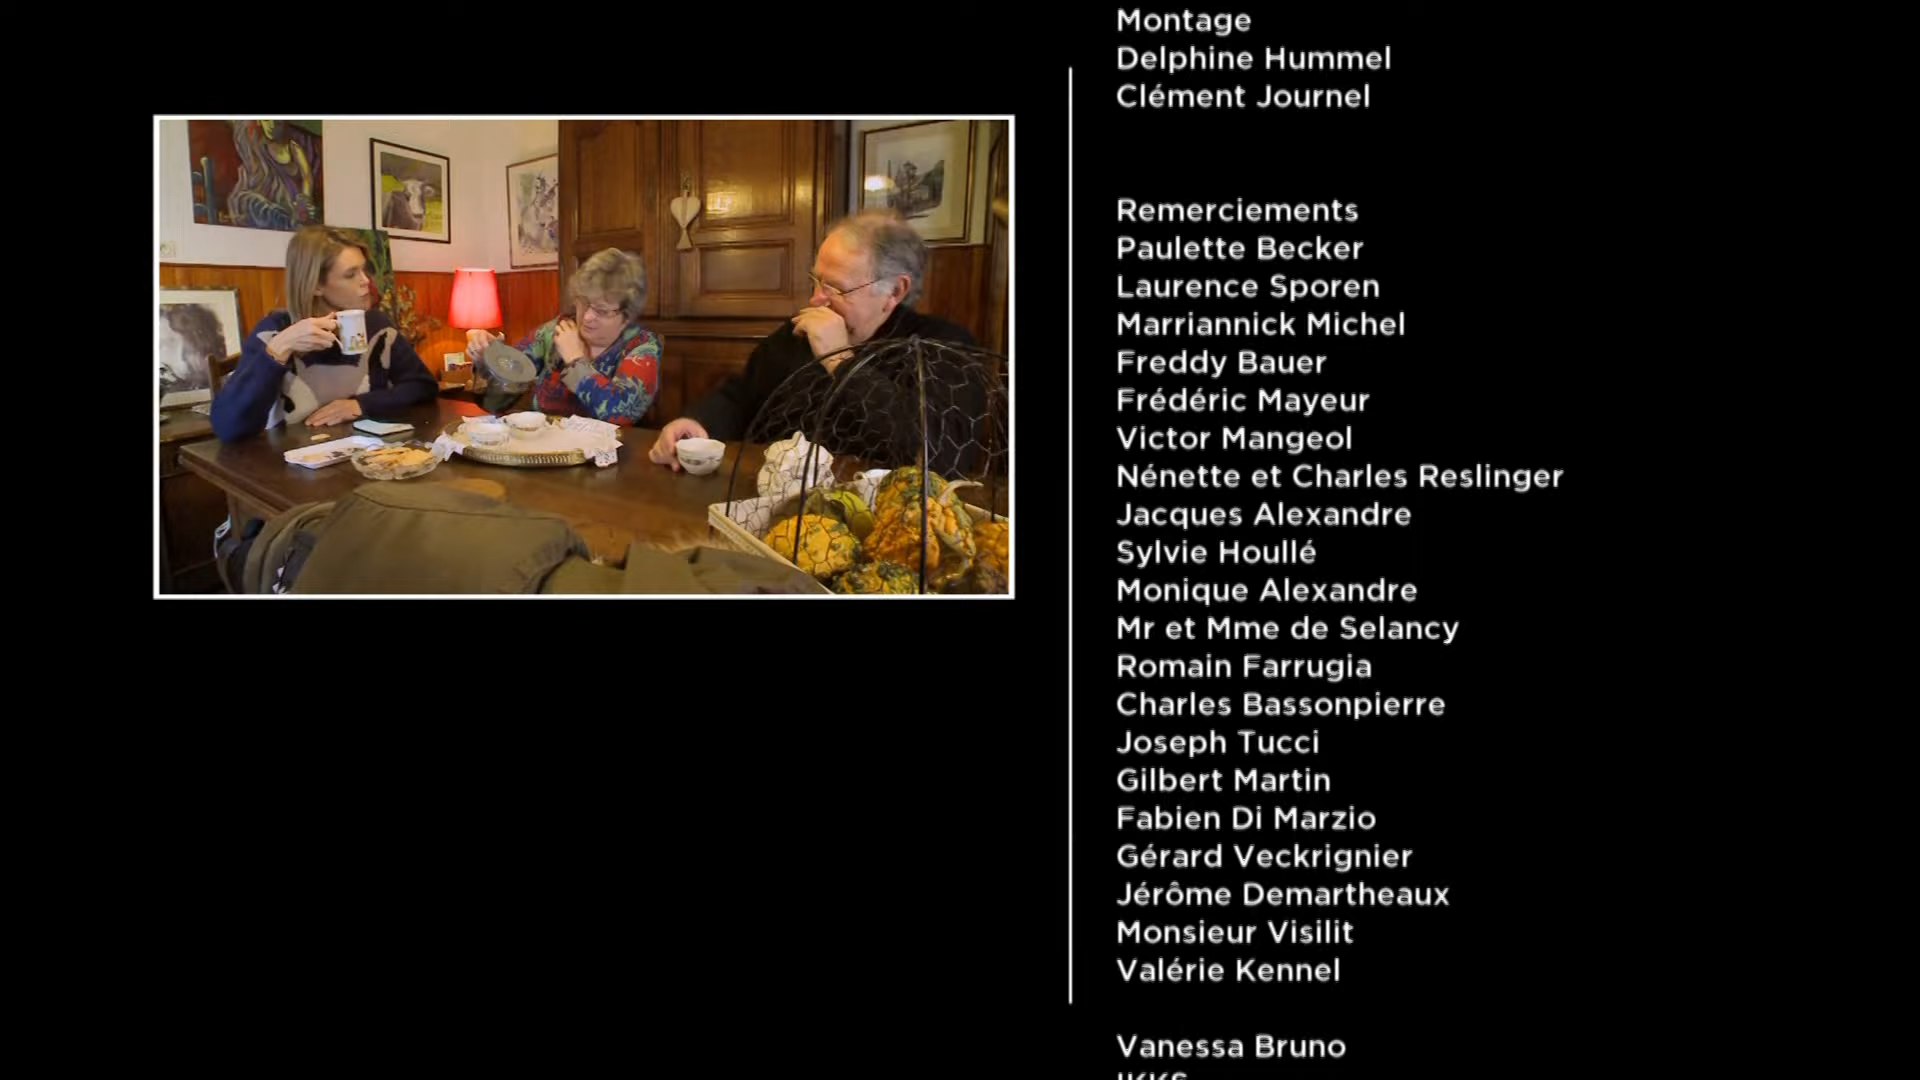 Montage
Delphine Hummel
Clément Journel
Remerciements
Paulette Becker
Laurence Sporen
Marriannick Michel
Freddy Bauer
Frédéric Mayeur
Victor Mangeol
Nénette et Charles Reslinger
Jacques Alexandre
Sylvie Houllé
Monique Alexandre
Mr et Mme de Selancy
Romain Farrugia
Charles Bassonpierre
Joseph Tucci
Gilbert Martin
Fabien Di Marzio
Gérard Veckrignier
Jérôme Demartheaux
Monsieur Visilit
Valérie Kennel
Vanessa Bruno
IKKS